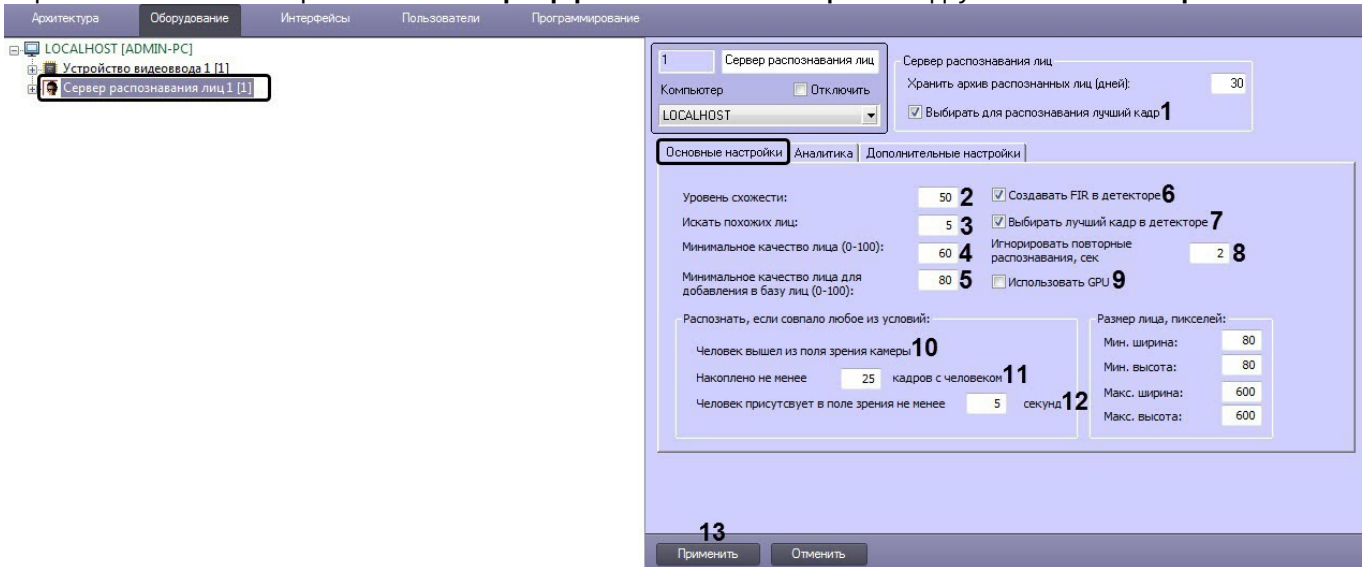 Архитектура Оборудование Интерфейсы Пользователи Программирование
LOCALHOST [ADMIN-PC]
Устройство видеоввода 1 [1]
Сервер распознавания лиц 1 [1]
1 Сервер распознавания лиц
Компьютер Отключить
LOCALHOST
Сервер распознавания лиц
Хранить архив распознанных лиц (дней): 30
Выбирать для распознавания лучший кадр 1
Основные настройки Аналитика Дополнительные настройки
Уровень схожести: 50 2 Создавать FIR в детекторе 6
Искать похожих лиц: 5 3 Выбирать лучший кадр в детекторе 7
Минимальное качество лица (0-100): 60 4 Игнорировать повторные
распознавания, сек 2 8
Минимальное качество лица для
добавления в базу лиц (0-100): 80 5 Использовать GPU 9
Распознать, если совпало любое из условий:
Человек вышел из поля зрения камеры 10
Накоплено не менее 25 кадров с человеком 11
Человек присутсвует в поле зрения не менее 5 секунд 12
Размер лица, пикселей:
Мин. ширина: 80
Мин. высота: 80
Макс. ширина: 600
Макс. высота: 600
13
Применить Отменить